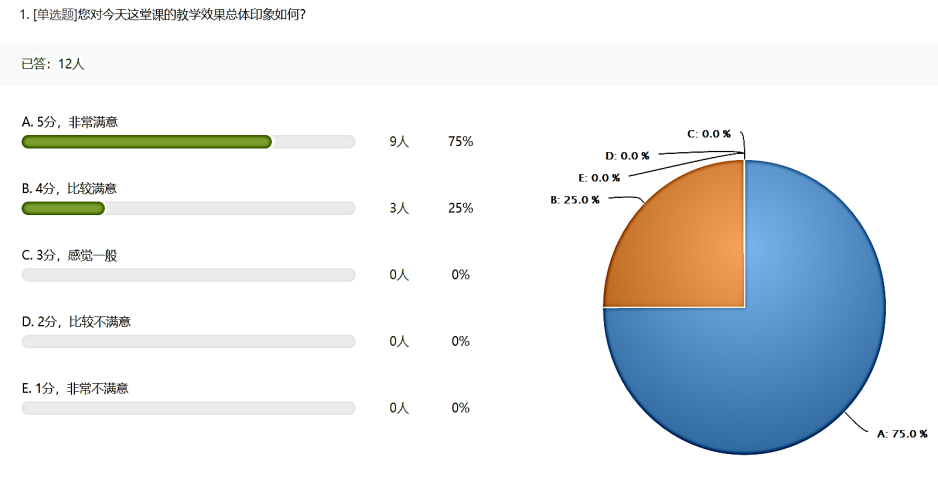 1. [单选题]您对今天这堂课的教学效果总体印象如何?
已答：12人
A. 5分，非常满意
9人 75%
B. 4分，比较满意
3人 25%
C. 3分，感觉一般
0人 0%
D. 2分，比较不满意
0人 0%
E. 1分，非常不满意
0人 0%
C: 0.0 %
D: 0.0 %
E: 0.0 %
B: 25.0 %
A: 75.0 %